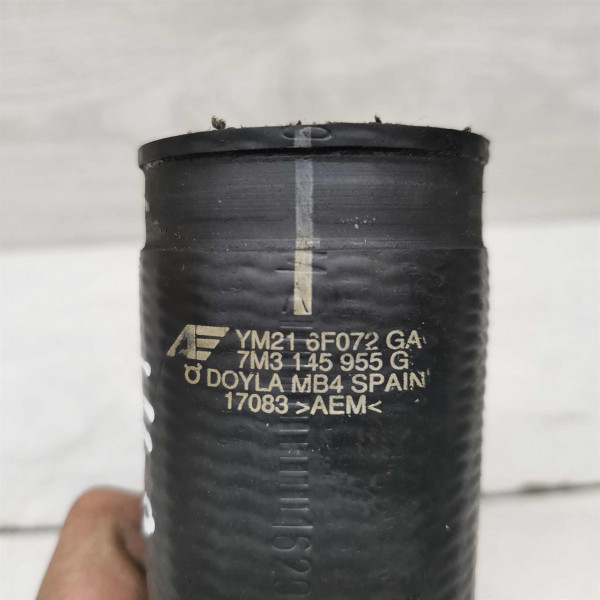 AE YM21 6F072 GA
7M3 145 955 G
DOYLA MB4 SPAIN
17083 >AEM<